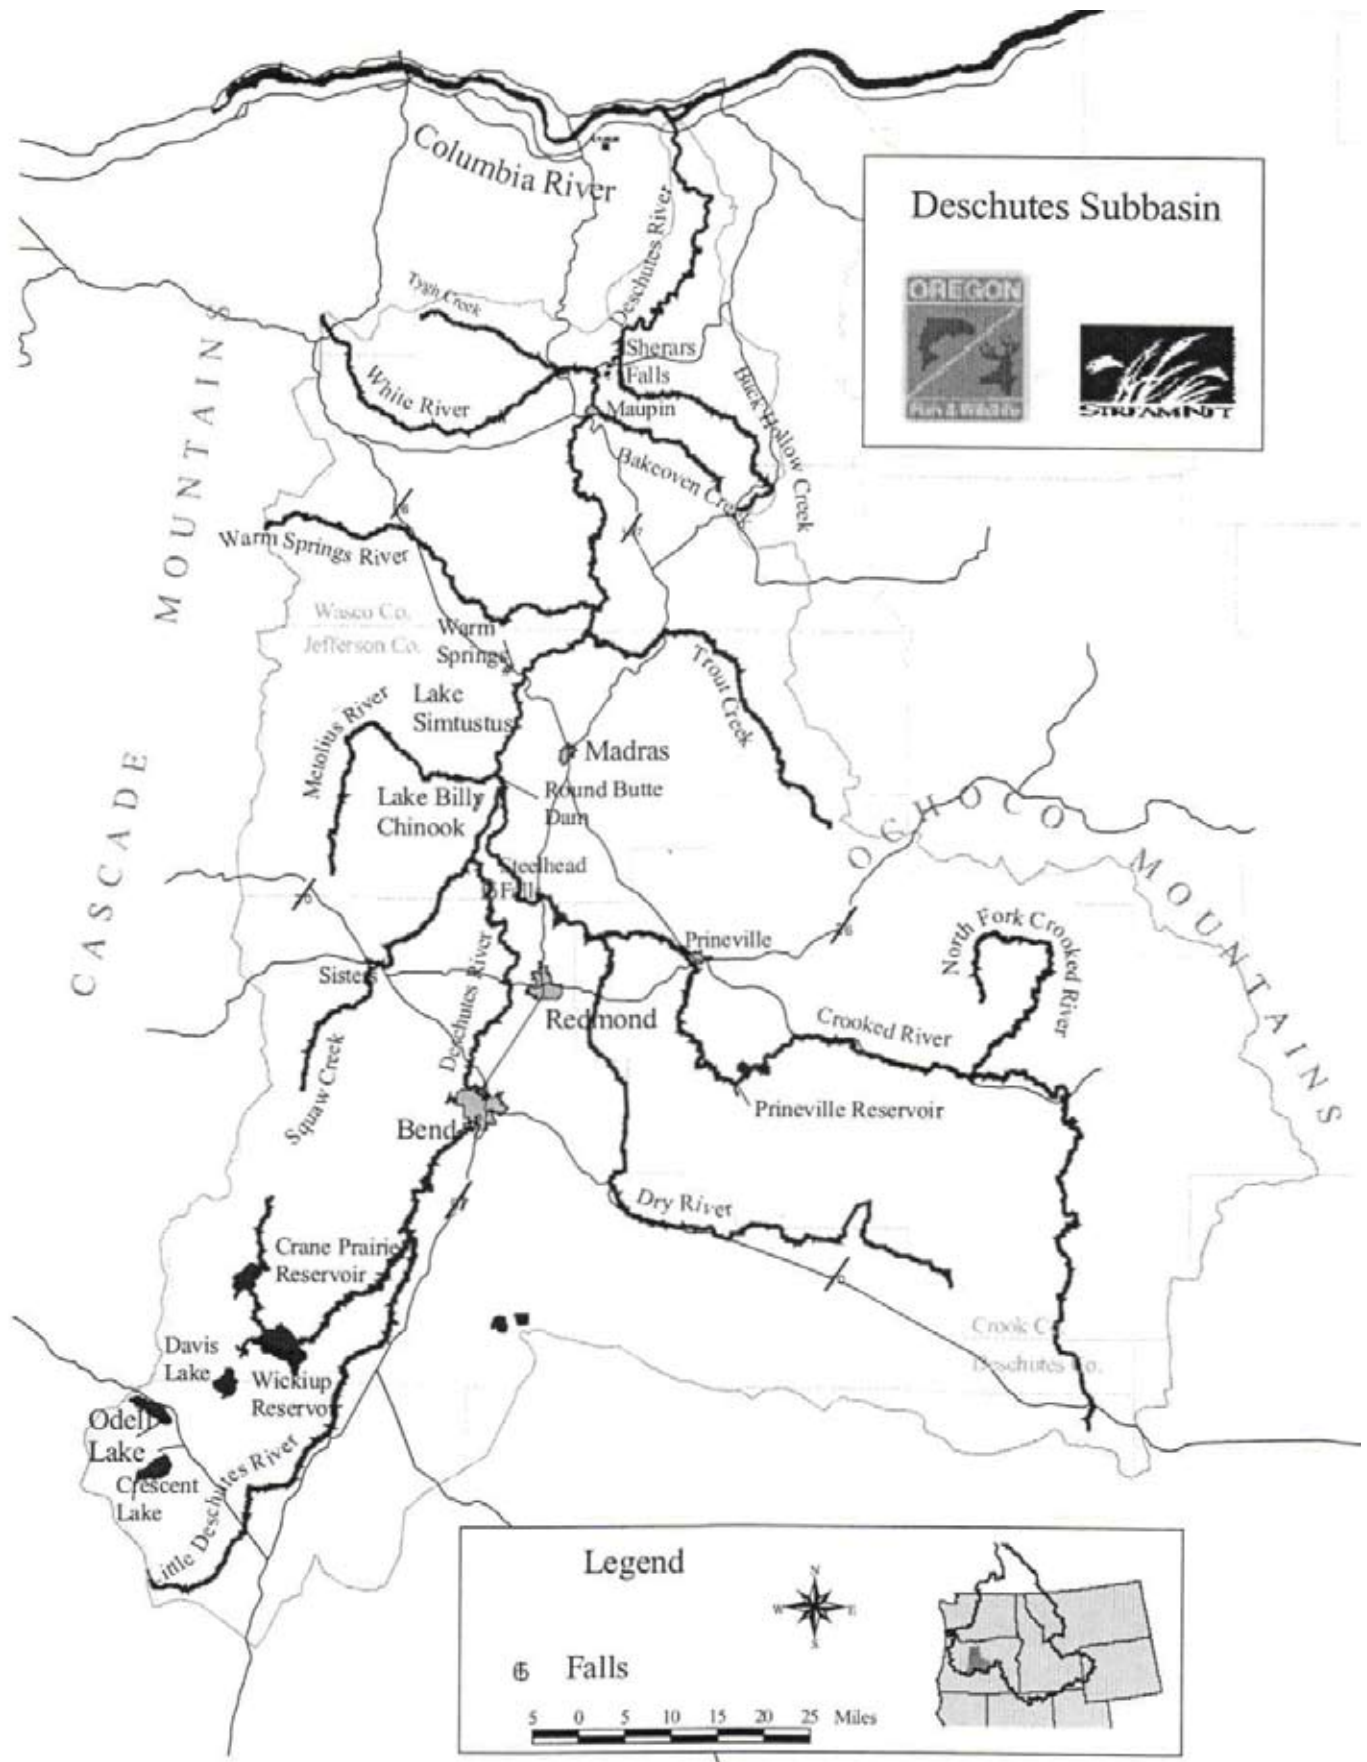 Columbia River
Deschutes Subbasin
OREGON
Fish & Wildlife
STREAMNET
Deschutes River
Tygh Creek
Sherars
Falls
White River
Maupin
Buck Hollow Creek
Bakeoven Creek
CASCADE MOUNTAINS
Warm Springs River
Wasco Co.
Jefferson Co.
Warm
Springs
Trout Creek
Lake
Simtustus
Metolius River
Madras
Lake Billy
Chinook
Round Butte
Dam
OCHOCO MOUNTAINS
Steelhead
Falls
North Fork Crooked River
Prineville
Sisters
Deschutes River
Redmond
Crooked River
Squaw Creek
Prineville Reservoir
Bend
Dry River
Crane Prairie
Reservoir
Davis
Lake
Wickiup
Reservoir
Crook Co.
Deschutes Co.
Odell
Lake
Crescent
Lake
Little Deschutes River
Legend
N
W E
S
Falls
5 0 5 10 15 20 25 Miles